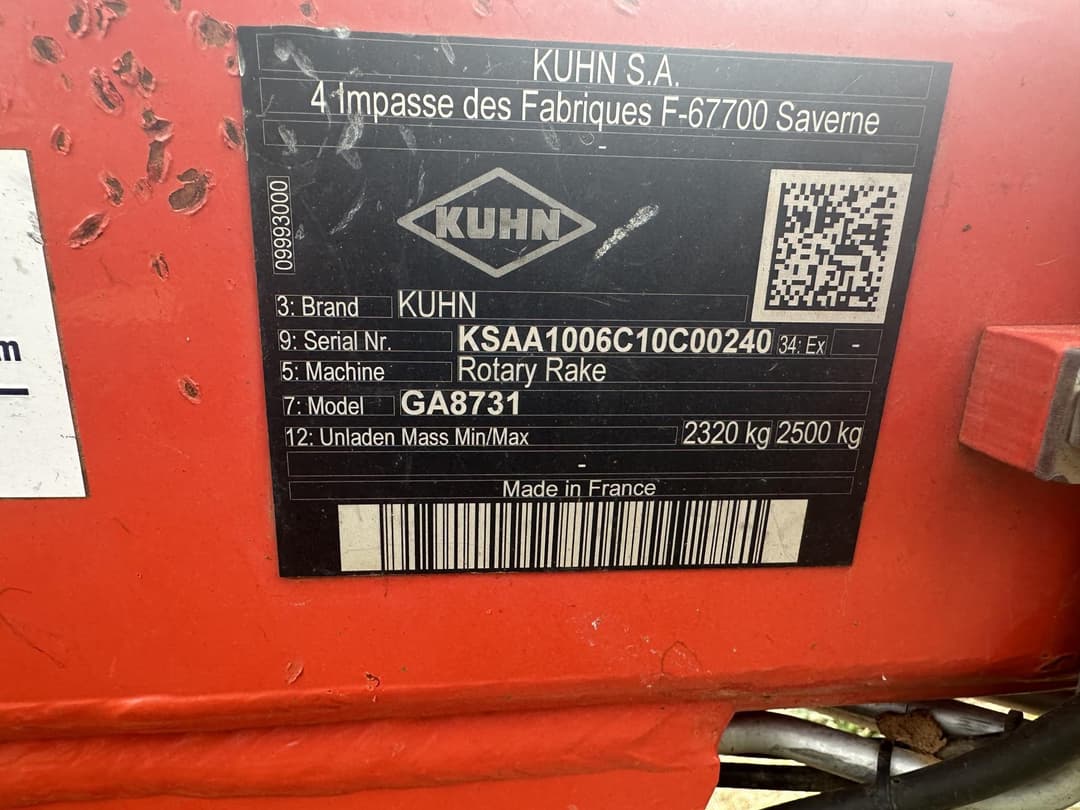 KUHN S.A.
4 Impasse des Fabriques F-67700 Saverne
-
09993000
KUHN
3: Brand KUHN
9: Serial Nr. KSAA1006C10C00240 34: Ex -
5: Machine Rotary Rake
7: Model GA8731
12: Unladen Mass Min/Max 2320 kg 2500 kg
-
Made in France
m